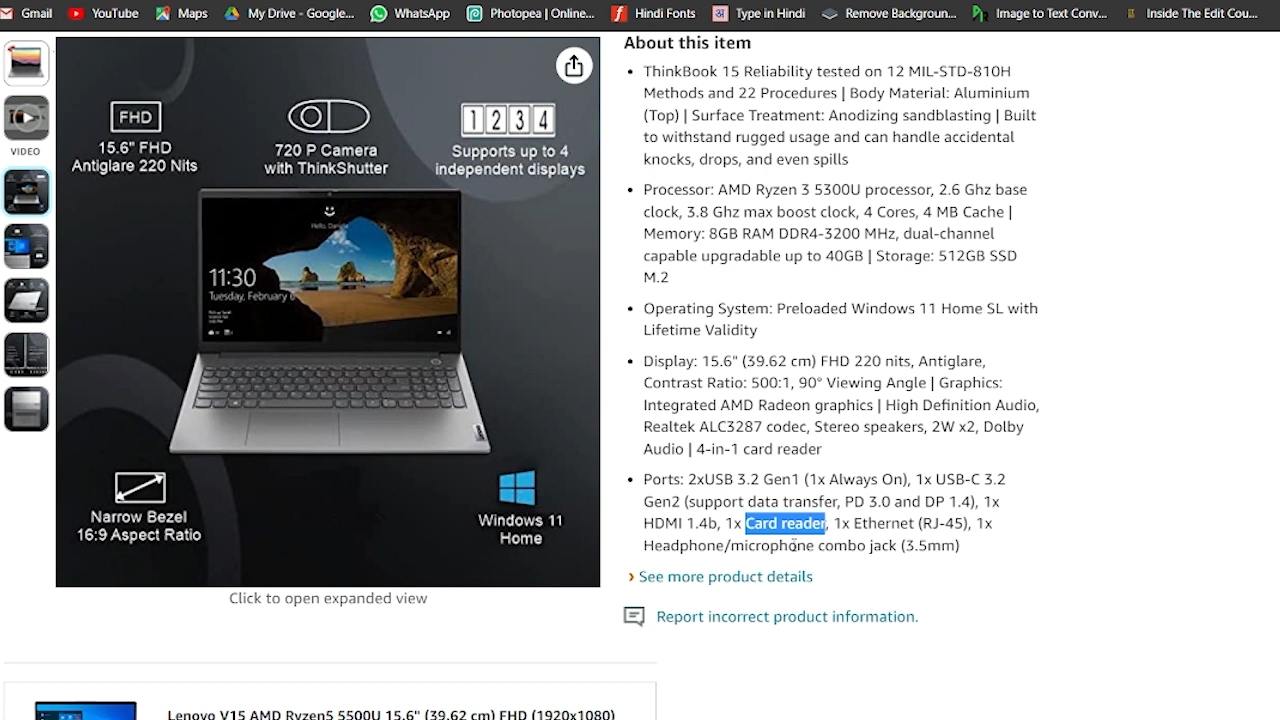 Gmail YouTube Maps My Drive - Google... WhatsApp Photopea | Online... Hindi Fonts अ Type in Hindi Remove Backgroun... Image to Text Conv... Inside The Edit Cou...
VIDEO
FHD
15.6" FHD
Antiglare 220 Nits
720 P Camera
with ThinkShutter
1 2 3 4
Supports up to 4
independent displays
11:30
Tuesday, February 6
Narrow Bezel
16:9 Aspect Ratio
Windows 11
Home
Click to open expanded view
About this item
ThinkBook 15 Reliability tested on 12 MIL-STD-810H
Methods and 22 Procedures | Body Material: Aluminium
(Top) | Surface Treatment: Anodizing sandblasting | Built
to withstand rugged usage and can handle accidental
knocks, drops, and even spills
Processor: AMD Ryzen 3 5300U processor, 2.6 Ghz base
clock, 3.8 Ghz max boost clock, 4 Cores, 4 MB Cache |
Memory: 8GB RAM DDR4-3200 MHz, dual-channel
capable upgradable up to 40GB | Storage: 512GB SSD
M.2
Operating System: Preloaded Windows 11 Home SL with
Lifetime Validity
Display: 15.6" (39.62 cm) FHD 220 nits, Antiglare,
Contrast Ratio: 500:1, 90° Viewing Angle | Graphics:
Integrated AMD Radeon graphics | High Definition Audio,
Realtek ALC3287 codec, Stereo speakers, 2W x2, Dolby
Audio | 4-in-1 card reader
Ports: 2xUSB 3.2 Gen1 (1x Always On), 1x USB-C 3.2
Gen2 (support data transfer, PD 3.0 and DP 1.4), 1x
HDMI 1.4b, 1x Card reader, 1x Ethernet (RJ-45), 1x
Headphone/microphone combo jack (3.5mm)
See more product details
Report incorrect product information.
Lenovo V15 AMD Ryzen5 5500U 15.6" (39.62 cm) FHD (1920x1080)